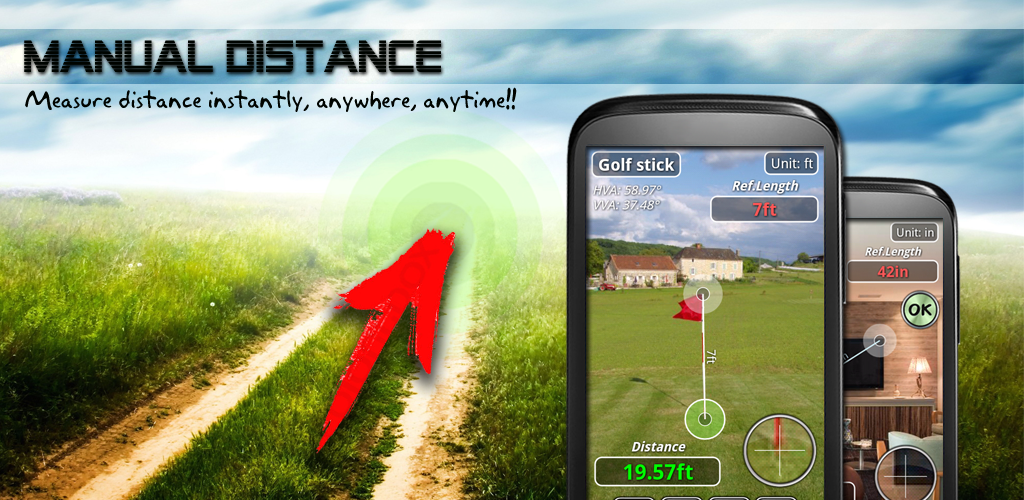 MANUAL DISTANCE
Measure distance instantly, anywhere, anytime!!
Golf stick
Unit: ft
HVA: 58.97°
VVA: 37.48°
Ref.Length
7ft
7ft
Distance
19.57ft
Unit: in
Ref.Length
42in
OK